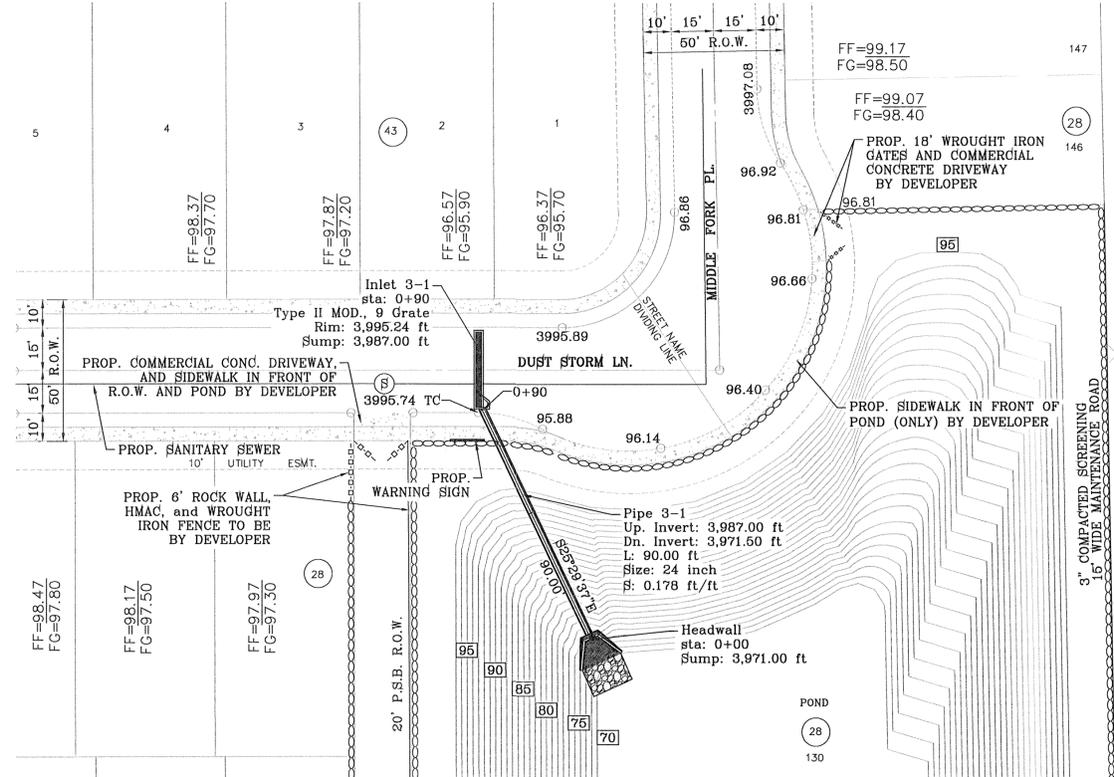 10' 15' 15' 10'
50' R.O.W.
FF=99.17
FG=98.50
147
FF=99.07
FG=98.40
28
146
5
4
3
43
2
1
3997.08
PROP. 18' WROUGHT IRON
GATES AND COMMERCIAL
CONCRETE DRIVEWAY
BY DEVELOPER
96.92
96.81
96.81
FF=98.37
FG=97.70
FF=97.87
FG=97.20
FF=96.57
FG=95.90
FF=96.37
FG=95.70
96.86
MIDDLE FORK PL.
95
96.66
Inlet 3-1
sta: 0+90
Type II MOD., 9 Grate
Rim: 3,995.24 ft
Sump: 3,987.00 ft
STREET NAME
DIVIDING LINE
10'
15'
15'
10'
50' R.O.W.
3995.89
DUST STORM LN.
PROP. COMMERCIAL CONC. DRIVEWAY,
AND SIDEWALK IN FRONT OF
R.O.W. AND POND BY DEVELOPER
S
3995.74 TC
0+90
96.40
95.88
96.14
PROP. SIDEWALK IN FRONT OF
POND (ONLY) BY DEVELOPER
PROP. SANITARY SEWER
10' UTILITY ESMT.
PROP.
WARNING SIGN
PROP. 6' ROCK WALL,
HMAC, and WROUGHT
IRON FENCE TO BE
BY DEVELOPER
Pipe 3-1
Up. Invert: 3,987.00 ft
Dn. Invert: 3,971.50 ft
L: 90.00 ft
Size: 24 inch
S: 0.178 ft/ft
3" COMPACTED SCREENING
15' WIDE MAINTENANCE ROAD
28
S25°29'37"E
90.00'
FF=98.47
FG=97.80
FF=98.17
FG=97.50
FF=97.97
FG=97.30
20' P.S.B. R.O.W.
Headwall
sta: 0+00
Sump: 3,971.00 ft
95
90
85
80
75
70
POND
28
130